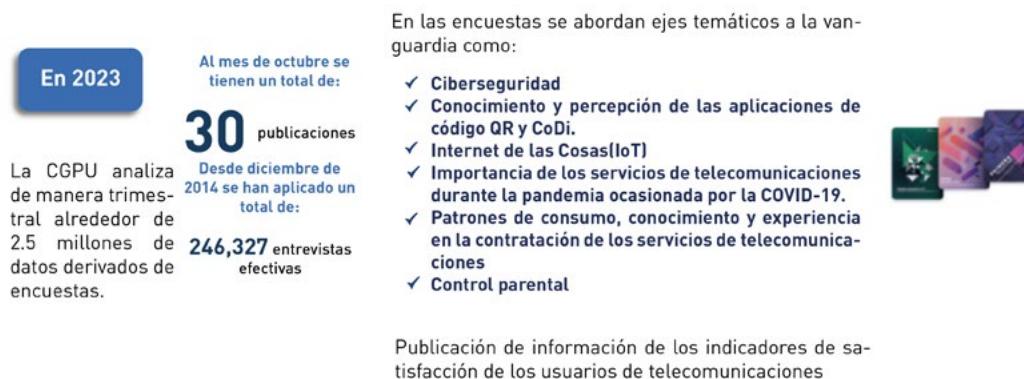 En 2023
La CGPU analiza
de manera trimes-
tral alrededor de
2.5 millones de
datos derivados de
encuestas.
Al mes de octubre se
tienen un total de:
30 publicaciones
Desde diciembre de
2014 se han aplicado un
total de:
246,327 entrevistas
efectivas
En las encuestas se abordan ejes temáticos a la van-
guardia como:
✓ Ciberseguridad
✓ Conocimiento y percepción de las aplicaciones de
código QR y CoDi.
✓ Internet de las Cosas(IoT)
✓ Importancia de los servicios de telecomunicaciones
durante la pandemia ocasionada por la COVID-19.
✓ Patrones de consumo, conocimiento y experiencia
en la contratación de los servicios de telecomunica-
ciones
✓ Control parental
Publicación de información de los indicadores de sa-
tisfacción de los usuarios de telecomunicaciones